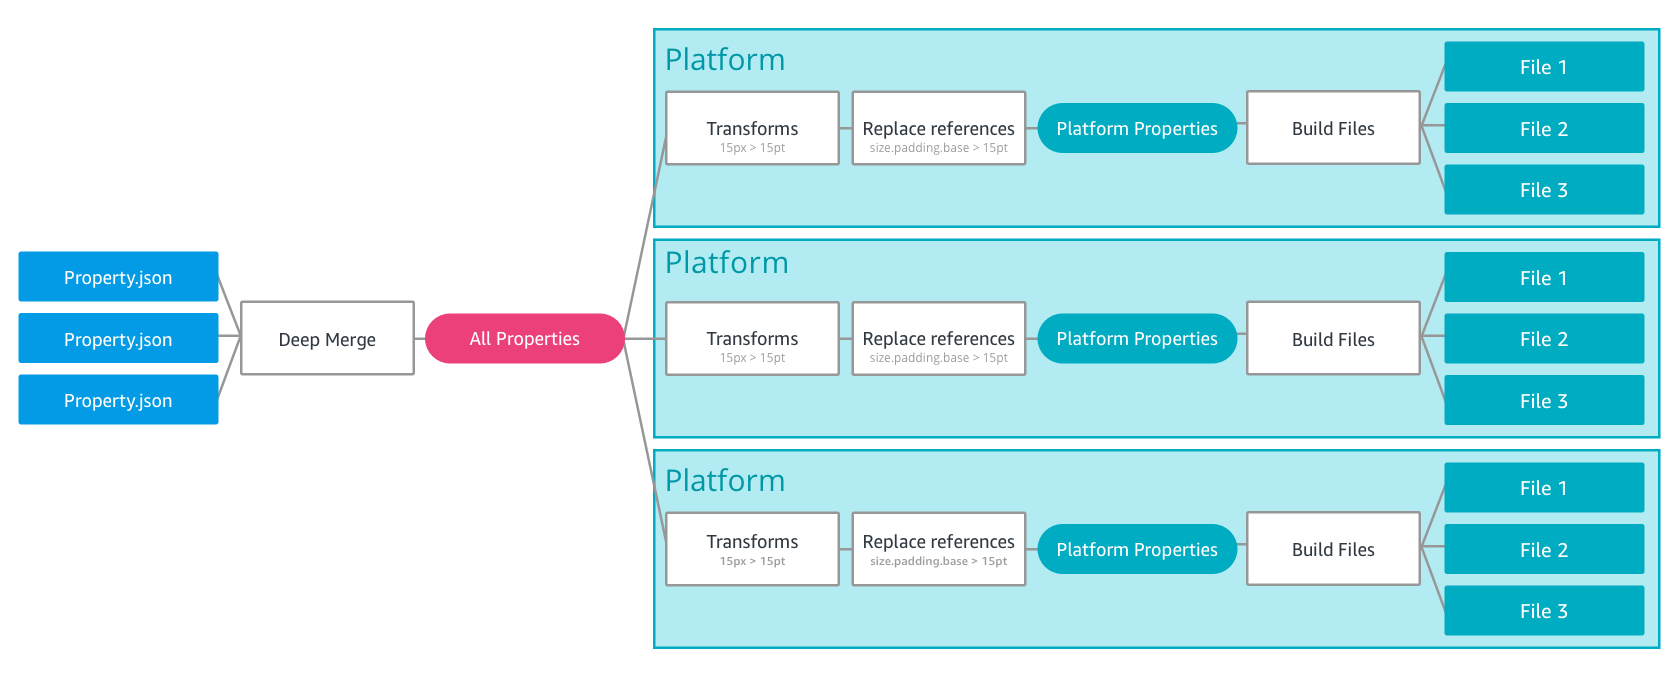 Property.json
Property.json
Property.json
Deep Merge
All Properties
Platform
Transforms
15px > 15pt
Replace references
size.padding.base > 15pt
Platform Properties
Build Files
File 1
File 2
File 3
Platform
Transforms
15px > 15pt
Replace references
size.padding.base > 15pt
Platform Properties
Build Files
File 1
File 2
File 3
Platform
Transforms
15px > 15pt
Replace references
size.padding.base > 15pt
Platform Properties
Build Files
File 1
File 2
File 3